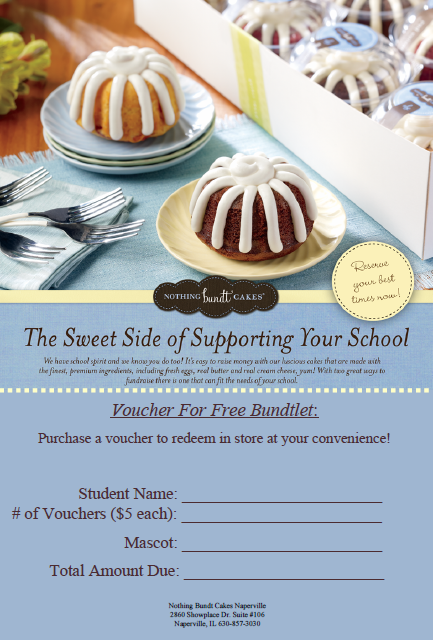 Reserve
your best
times now!
NOTHING bundt CAKES
The Sweet Side of Supporting Your School
We have school spirit and we know you do too! It's easy to raise money with our luscious cakes that are made with
the finest, premium ingredients, including fresh eggs, real butter and real cream cheese, yum! With two great ways to
fundraise there is one that can fit the needs of your school.
Voucher For Free Bundtlet:
Purchase a voucher to redeem in store at your convenience!
Student Name:
# of Vouchers ($5 each):
Mascot:
Total Amount Due:
Nothing Bundt Cakes Naperville
2860 Showplace Dr. Suite #106
Naperville, IL 630-857-3030